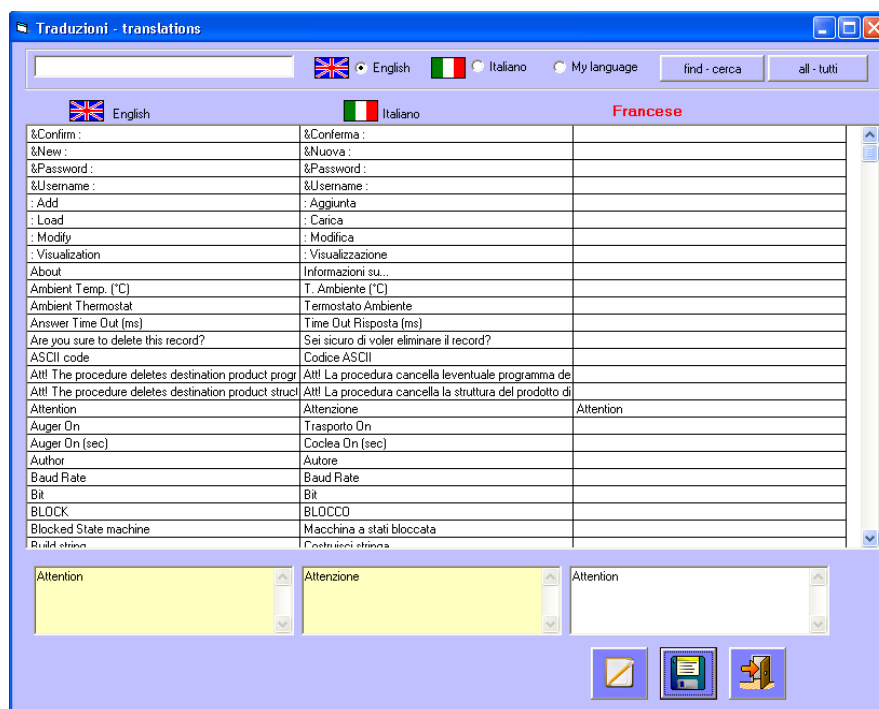 Traduzioni - translations
English Italiano My language find - cerca all - tutti
English Italiano Francese
&Confirm : &Conferma :
&New : &Nuova :
&Password : &Password :
&Username : &Username :
: Add : Aggiunta
: Load : Carica
: Modify : Modifica
: Visualization : Visualizzazione
About Informazioni su...
Ambient Temp. (°C) T. Ambiente (°C)
Ambient Thermostat Termostato Ambiente
Answer Time Out (ms) Time Out Risposta (ms)
Are you sure to delete this record? Sei sicuro di voler eliminare il record?
ASCII code Codice ASCII
Att! The procedure deletes destination product progr Att! La procedura cancella leventuale programma de
Att! The procedure deletes destination product struct Att! La procedura cancella la struttura del prodotto di
Attention Attenzione Attention
Auger On Trasporto On
Auger On (sec) Coclea On (sec)
Author Autore
Baud Rate Baud Rate
Bit Bit
BLOCK BLOCCO
Blocked State machine Macchina a stati bloccata
Build string Costruisci stringa
Attention Attenzione Attention